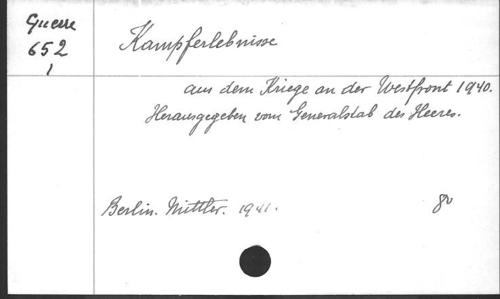 Guerre
652
1
Kampferlebnisse
aus dem Kriege an der Westfront 1940.
Herausgegeben vom Generalstab des Heeres.
Berlin. Mittler. 1941. 8°